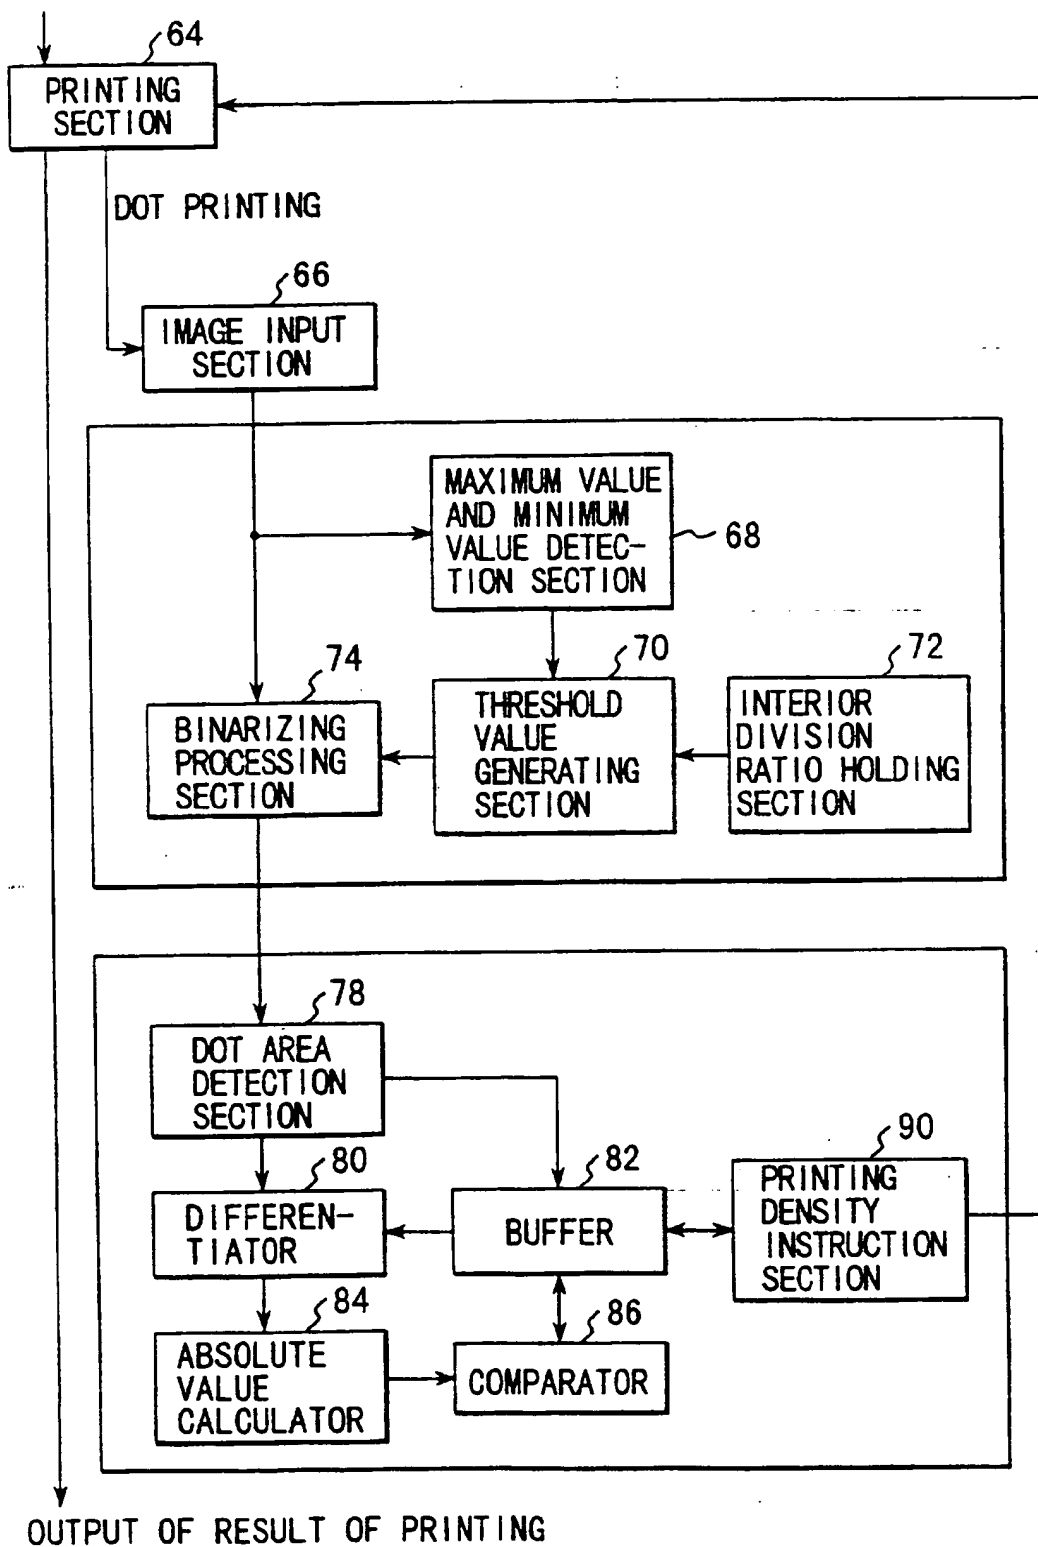 64
PRINTING
SECTION
DOT PRINTING
66
IMAGE INPUT
SECTION
MAXIMUM VALUE
AND MINIMUM
VALUE DETEC-
TION SECTION
68
70
THRESHOLD
VALUE
GENERATING
SECTION
72
INTERIOR
DIVISION
RATIO HOLDING
SECTION
74
BINARIZING
PROCESSING
SECTION
78
DOT AREA
DETECTION
SECTION
80
DIFFEREN-
TIATOR
82
BUFFER
90
PRINTING
DENSITY
INSTRUCTION
SECTION
84
ABSOLUTE
VALUE
CALCULATOR
86
COMPARATOR
OUTPUT OF RESULT OF PRINTING